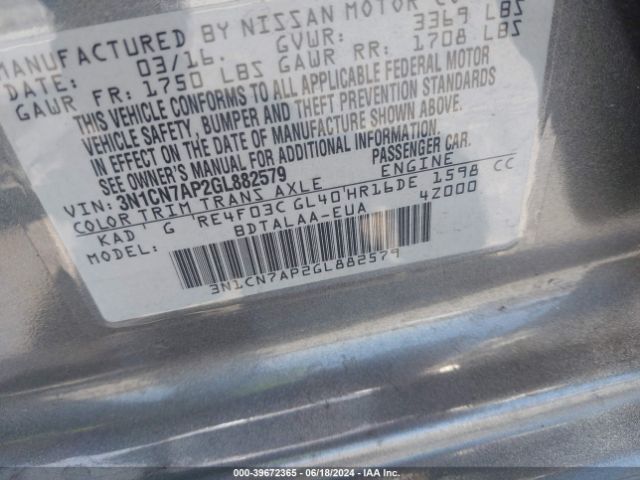 MANUFACTURED BY NISSAN MOTOR CO
DATE: 03/16. GVWR: 3369 LBS
GAWR FR: 1750 LBS GAWR RR: 1708 LBS
THIS VEHICLE CONFORMS TO ALL APPLICABLE FEDERAL MOTOR
VEHICLE SAFETY, BUMPER AND THEFT PREVENTION STANDARDS
IN EFFECT ON THE DATE OF MANUFACTURE SHOWN ABOVE.
SEE OWNER'S MANUAL FOR ADDITIONAL INFORMATION.
VIN: 3N1CN7AP2GL882579 PASSENGER CAR.
COLOR TRIM TRANS AXLE ENGINE
KAD G RE4F03C GL40 HR16DE 1598 CC
MODEL: BDTALAA-EUA 4Z000
3N1CN7AP2GL882579
© - 39672365 - 06/18/2024 - IAA Inc.